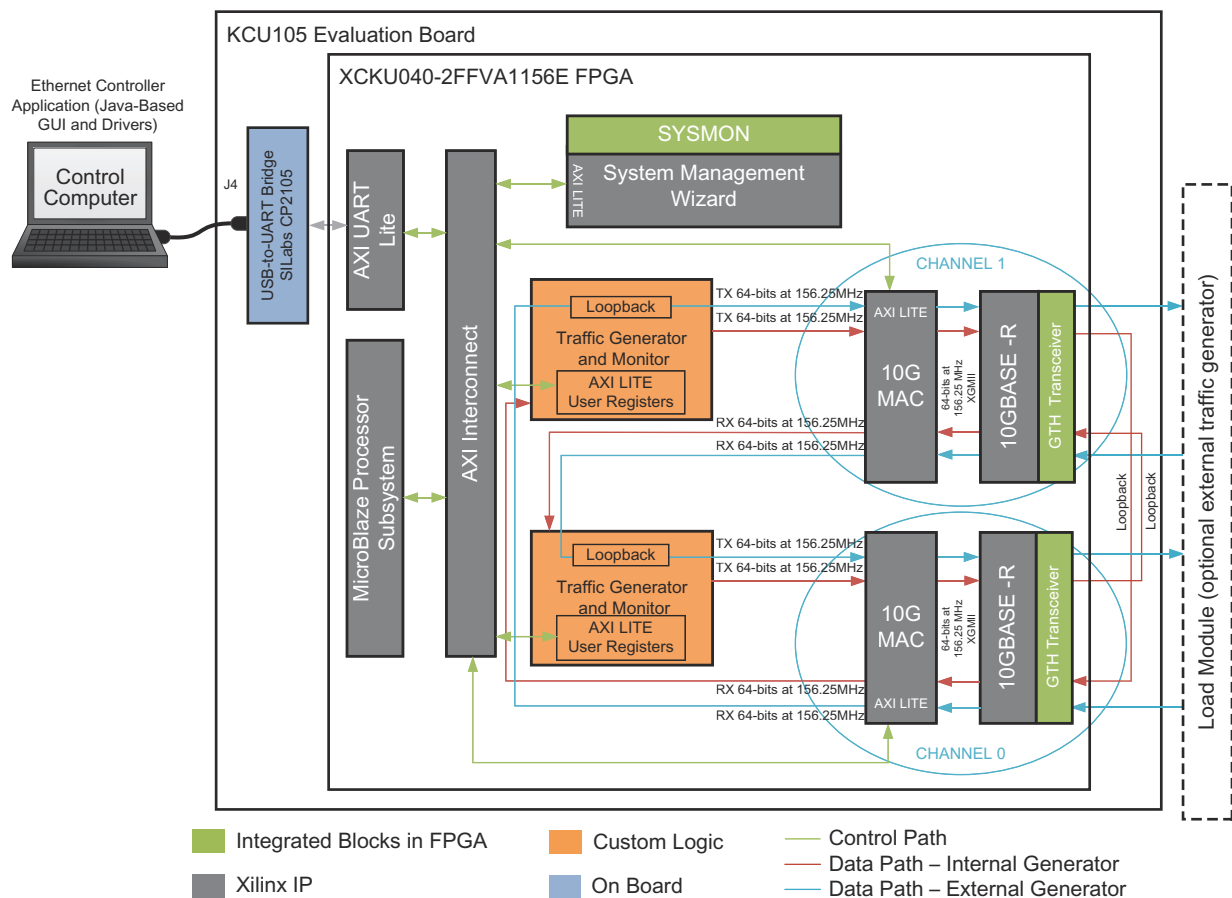 KCU105 Evaluation Board
XCKU040-2FFVA1156E FPGA
Ethernet Controller
Application (Java-Based
GUI and Drivers)
Control
Computer
J4
USB-to-UART Bridge
SILabs CP2105
AXI UART
Lite
MicroBlaze Processor
Subsystem
AXI Interconnect
SYSMON
AXI LITE
System Management
Wizard
Loopback
Traffic Generator
and Monitor
AXI LITE
User Registers
TX 64-bits at 156.25MHz
TX 64-bits at 156.25MHz
RX 64-bits at 156.25MHz
RX 64-bits at 156.25MHz
CHANNEL 1
AXI LITE
10G
MAC
64-bits at
156.25 MHz
XGMII
10GBASE -R
GTH Transceiver
Loopback
Loopback
Loopback
Traffic Generator
and Monitor
AXI LITE
User Registers
TX 64-bits at 156.25MHz
TX 64-bits at 156.25MHz
RX 64-bits at 156.25MHz
RX 64-bits at 156.25MHz
10G
MAC
AXI LITE
64-bits at
156.25 MHz
XGMII
10GBASE -R
GTH Transceiver
CHANNEL 0
Load Module (optional external traffic generator)
Integrated Blocks in FPGA
Custom Logic
Control Path
Data Path – Internal Generator
Xilinx IP
On Board
Data Path – External Generator